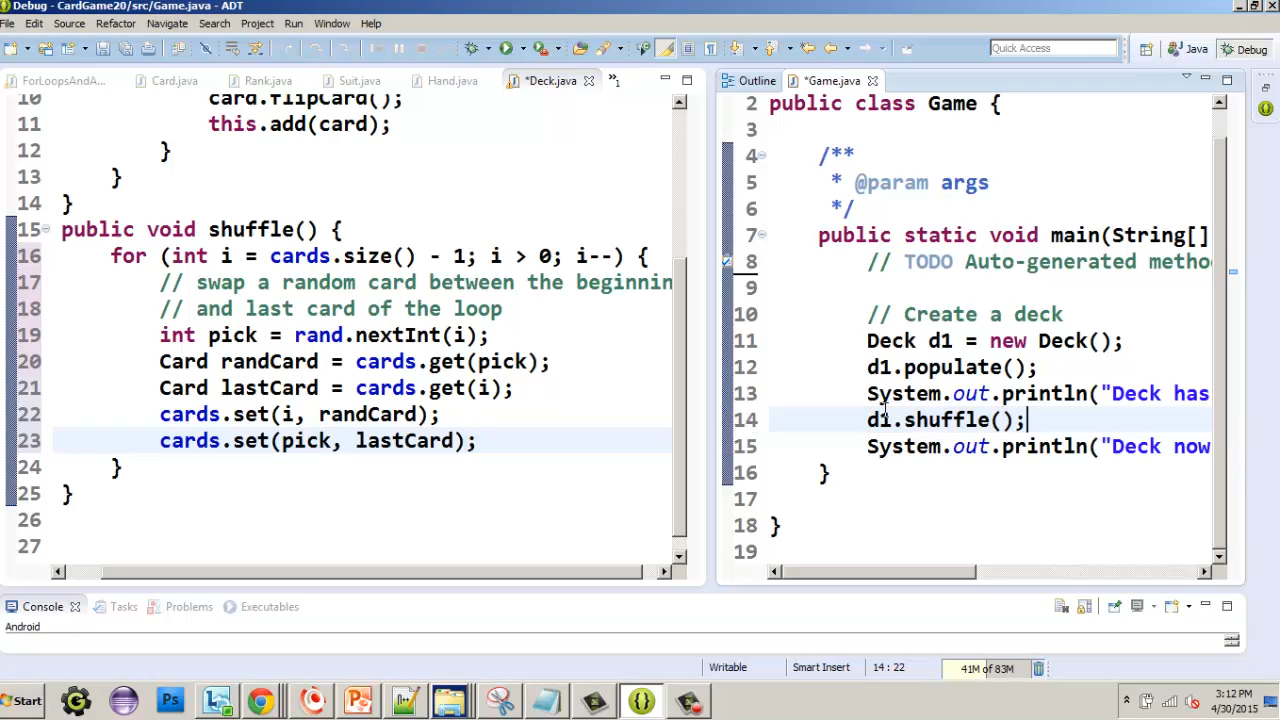 Debug - CardGame20/src/Game.java - ADT
File Edit Source Refactor Navigate Search Project Run Window Help
Quick Access Java Debug
ForLoopsAndA... Card.java Rank.java Suit.java Hand.java *Deck.java »1
10 card.flipCard();
11 this.add(card);
12 }
13 }
14 }
15 public void shuffle() {
16 for (int i = cards.size() - 1; i > 0; i--) {
17 // swap a random card between the beginnin
18 // and last card of the loop
19 int pick = rand.nextInt(i);
20 Card randCard = cards.get(pick);
21 Card lastCard = cards.get(i);
22 cards.set(i, randCard);
23 cards.set(pick, lastCard);
24 }
25 }
26
27
Outline *Game.java
2 public class Game {
3
4 /**
5 * @param args
6 */
7 public static void main(String[]
8 // TODO Auto-generated metho
9
10 // Create a deck
11 Deck d1 = new Deck();
12 d1.populate();
13 System.out.println("Deck has
14 d1.shuffle();
15 System.out.println("Deck now
16 }
17
18 }
19
Console Tasks Problems Executables
Android
Writable Smart Insert 14 : 22 41M of 83M
Start Ps 3:12 PM
4/30/2015